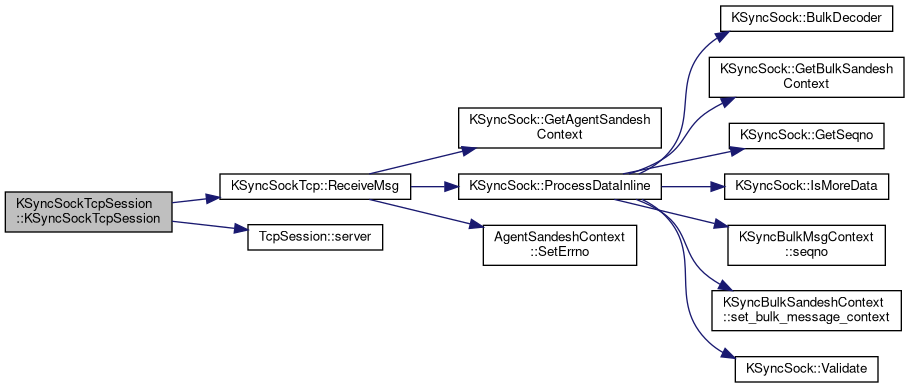 KSyncSockTcpSession
::KSyncSockTcpSession
KSyncSockTcp::ReceiveMsg
TcpSession::server
KSyncSock::GetAgentSandesh
Context
KSyncSock::ProcessDataInline
AgentSandeshContext
::SetErrno
KSyncSock::BulkDecoder
KSyncSock::GetBulkSandesh
Context
KSyncSock::GetSeqno
KSyncSock::IsMoreData
KSyncBulkMsgContext
::seqno
KSyncBulkSandeshContext
::set_bulk_message_context
KSyncSock::Validate